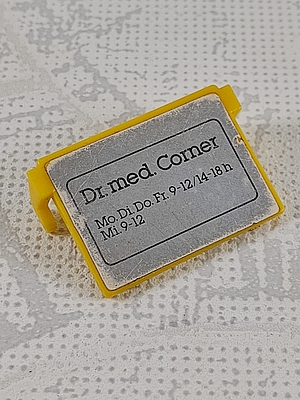 Dr. med. Corner
Mo. Di. Do. Fr. 9-12/14-18 h
Mi. 9-12